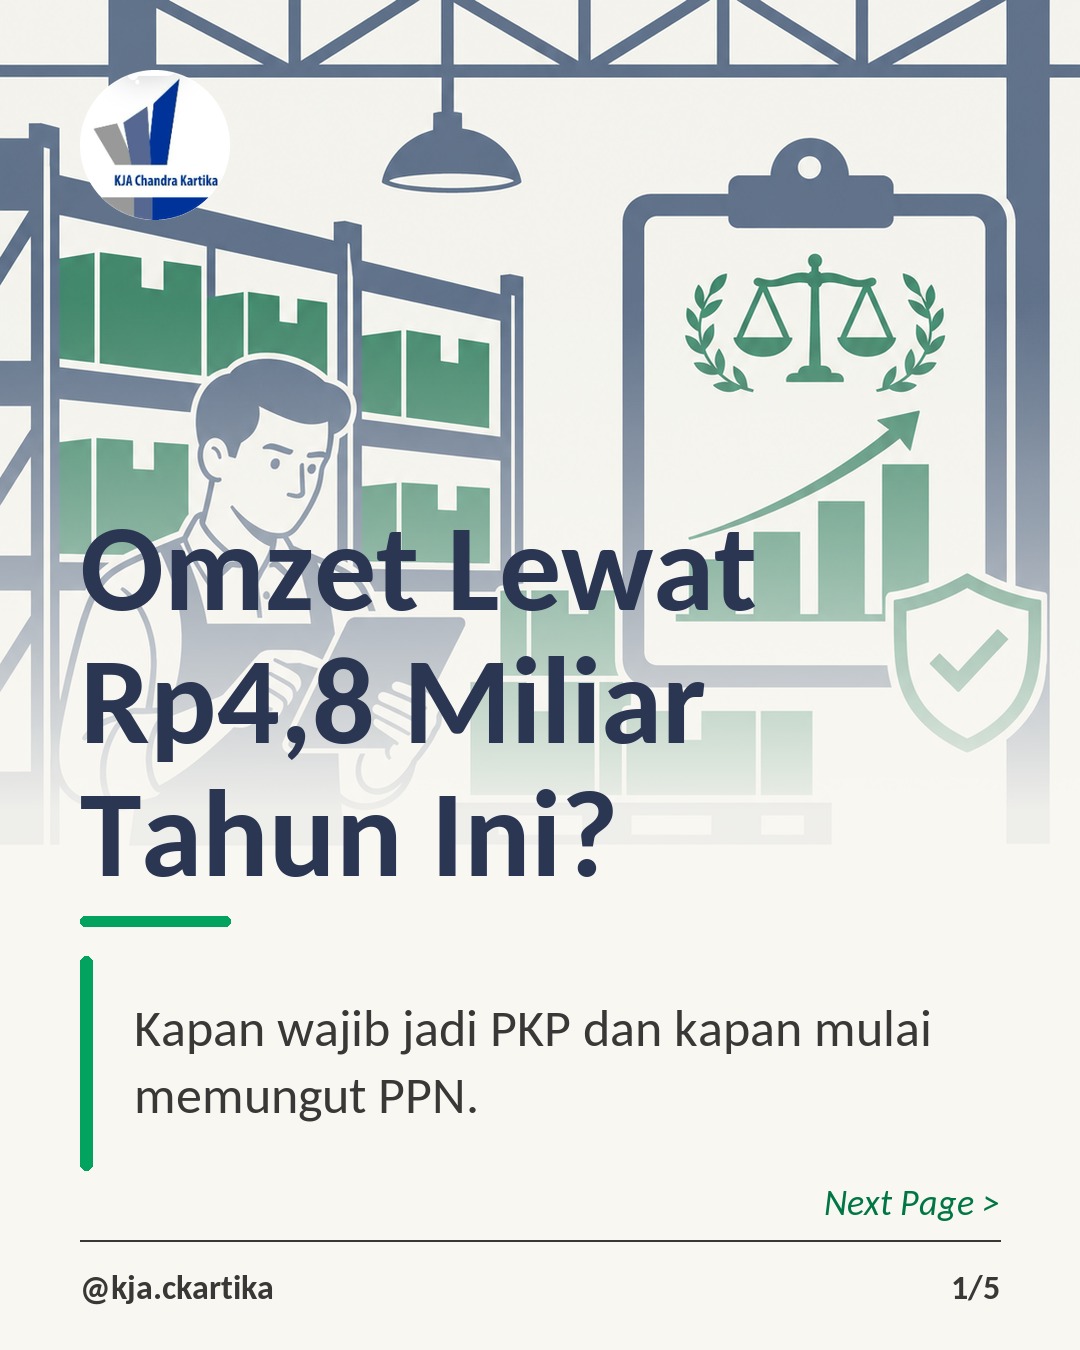 KJA Chandra Kartika
Omzet Lewat
Rp4,8 Miliar
Tahun Ini?
Kapan wajib jadi PKP dan kapan mulai
memungut PPN.
Next Page >
@kja.ckartika
1/5